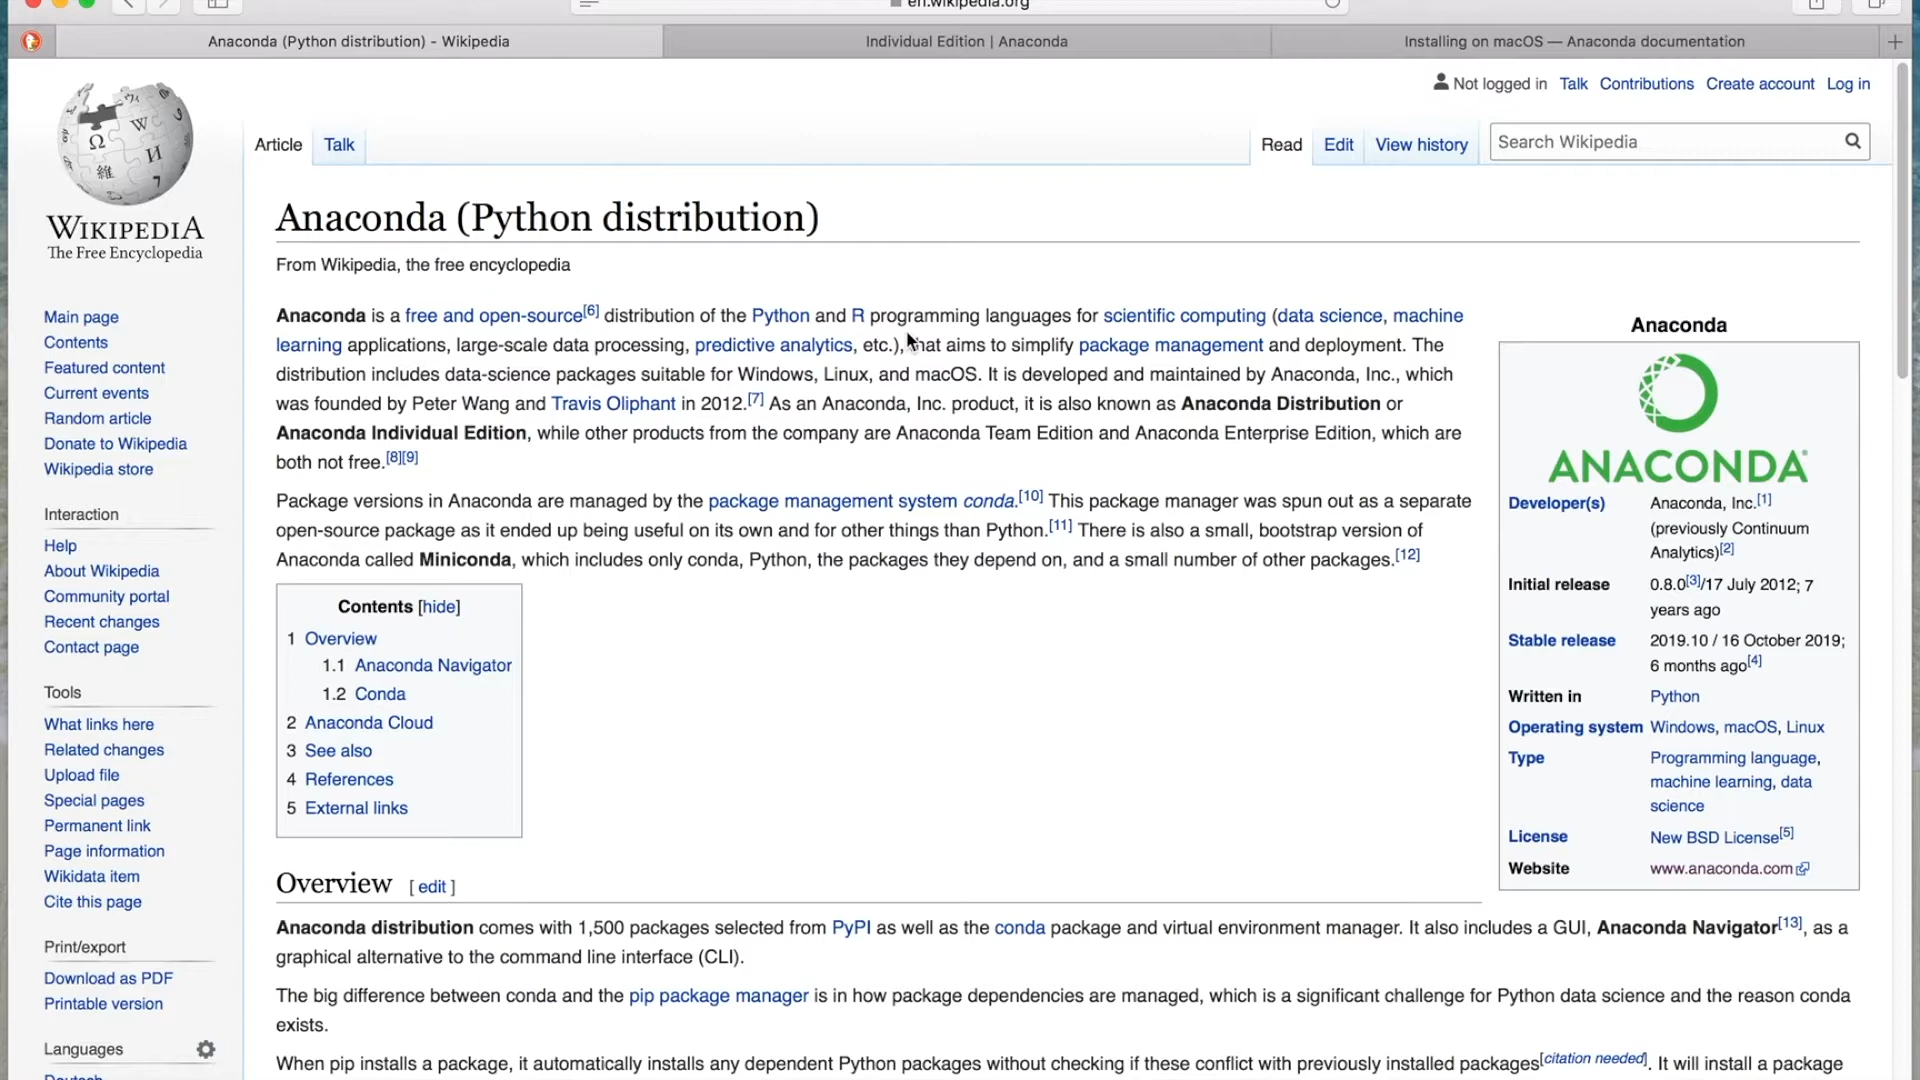 en.wikipedia.org
Anaconda (Python distribution) - Wikipedia
Individual Edition | Anaconda
Installing on macOS — Anaconda documentation
Not logged in Talk Contributions Create account Log in
Article Talk
Read Edit View history
Search Wikipedia
WIKIPEDIA
The Free Encyclopedia
Main page
Contents
Featured content
Current events
Random article
Donate to Wikipedia
Wikipedia store
Interaction
Help
About Wikipedia
Community portal
Recent changes
Contact page
Tools
What links here
Related changes
Upload file
Special pages
Permanent link
Page information
Wikidata item
Cite this page
Print/export
Download as PDF
Printable version
Languages
Deutsch
Anaconda (Python distribution)
From Wikipedia, the free encyclopedia
Anaconda is a free and open-source[6] distribution of the Python and R programming languages for scientific computing (data science, machine
learning applications, large-scale data processing, predictive analytics, etc.), that aims to simplify package management and deployment. The
distribution includes data-science packages suitable for Windows, Linux, and macOS. It is developed and maintained by Anaconda, Inc., which
was founded by Peter Wang and Travis Oliphant in 2012.[7] As an Anaconda, Inc. product, it is also known as Anaconda Distribution or
Anaconda Individual Edition, while other products from the company are Anaconda Team Edition and Anaconda Enterprise Edition, which are
both not free.[8][9]
Package versions in Anaconda are managed by the package management system conda.[10] This package manager was spun out as a separate
open-source package as it ended up being useful on its own and for other things than Python.[11] There is also a small, bootstrap version of
Anaconda called Miniconda, which includes only conda, Python, the packages they depend on, and a small number of other packages.[12]
Contents [hide]
1 Overview
1.1 Anaconda Navigator
1.2 Conda
2 Anaconda Cloud
3 See also
4 References
5 External links
Anaconda
ANACONDA
Developer(s) Anaconda, Inc.[1]
(previously Continuum
Analytics)[2]
Initial release 0.8.0[3]/17 July 2012; 7
years ago
Stable release 2019.10 / 16 October 2019;
6 months ago[4]
Written in Python
Operating system Windows, macOS, Linux
Type Programming language,
machine learning, data
science
License New BSD License[5]
Website www.anaconda.com
Overview [ edit ]
Anaconda distribution comes with 1,500 packages selected from PyPI as well as the conda package and virtual environment manager. It also includes a GUI, Anaconda Navigator[13], as a
graphical alternative to the command line interface (CLI).
The big difference between conda and the pip package manager is in how package dependencies are managed, which is a significant challenge for Python data science and the reason conda
exists.
When pip installs a package, it automatically installs any dependent Python packages without checking if these conflict with previously installed packages[citation needed]. It will install a package